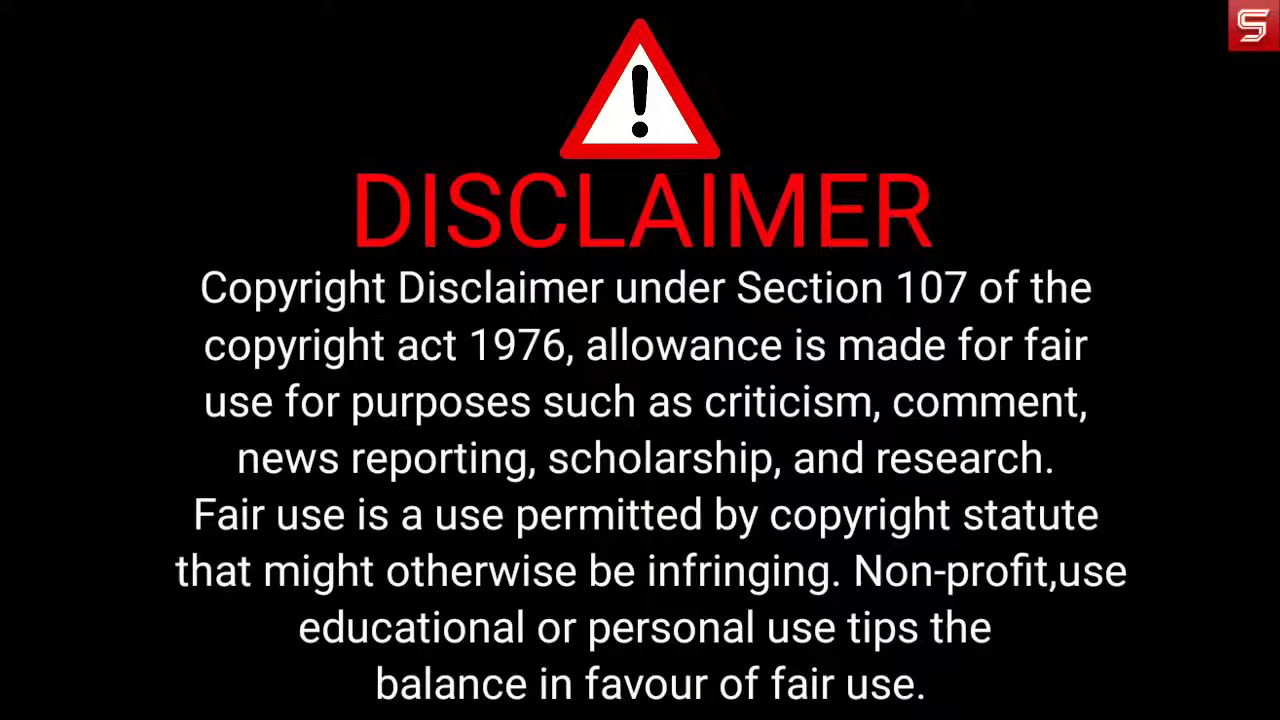 S
DISCLAIMER
Copyright Disclaimer under Section 107 of the
copyright act 1976, allowance is made for fair
use for purposes such as criticism, comment,
news reporting, scholarship, and research.
Fair use is a use permitted by copyright statute
that might otherwise be infringing. Non-profit,use
educational or personal use tips the
balance in favour of fair use.